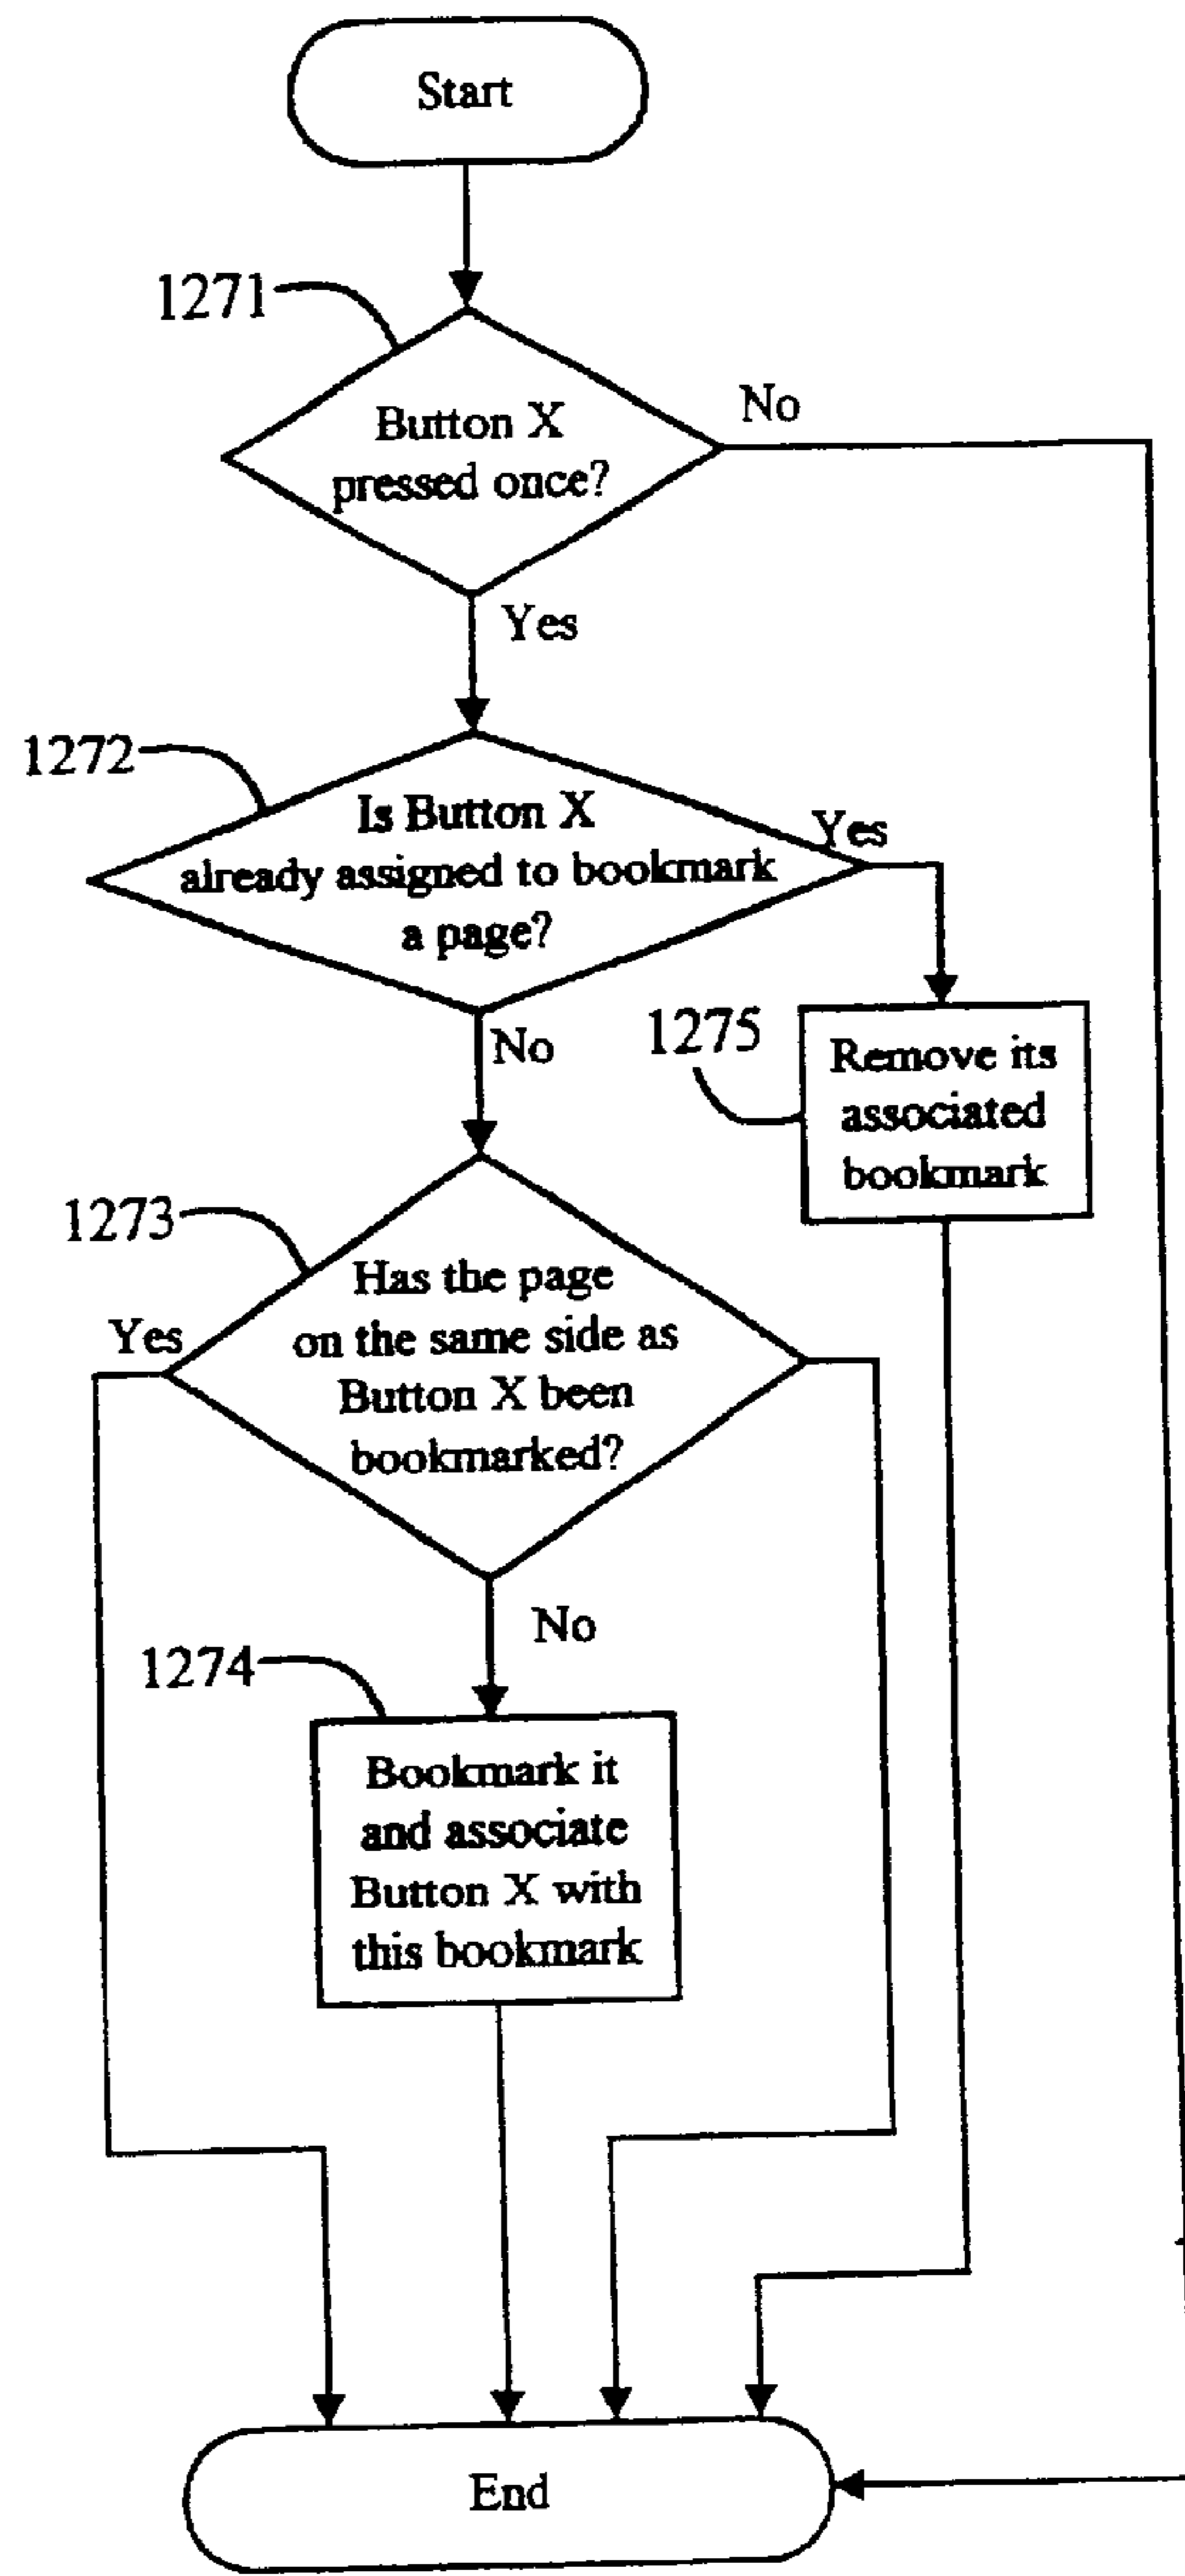 Start
1271
Button X
pressed once?
No
Yes
1272
Is Button X
already assigned to bookmark
a page?
Yes
No
1275
Remove its
associated
bookmark
1273
Has the page
on the same side as
Button X been
bookmarked?
Yes
No
1274
Bookmark it
and associate
Button X with
this bookmark
End